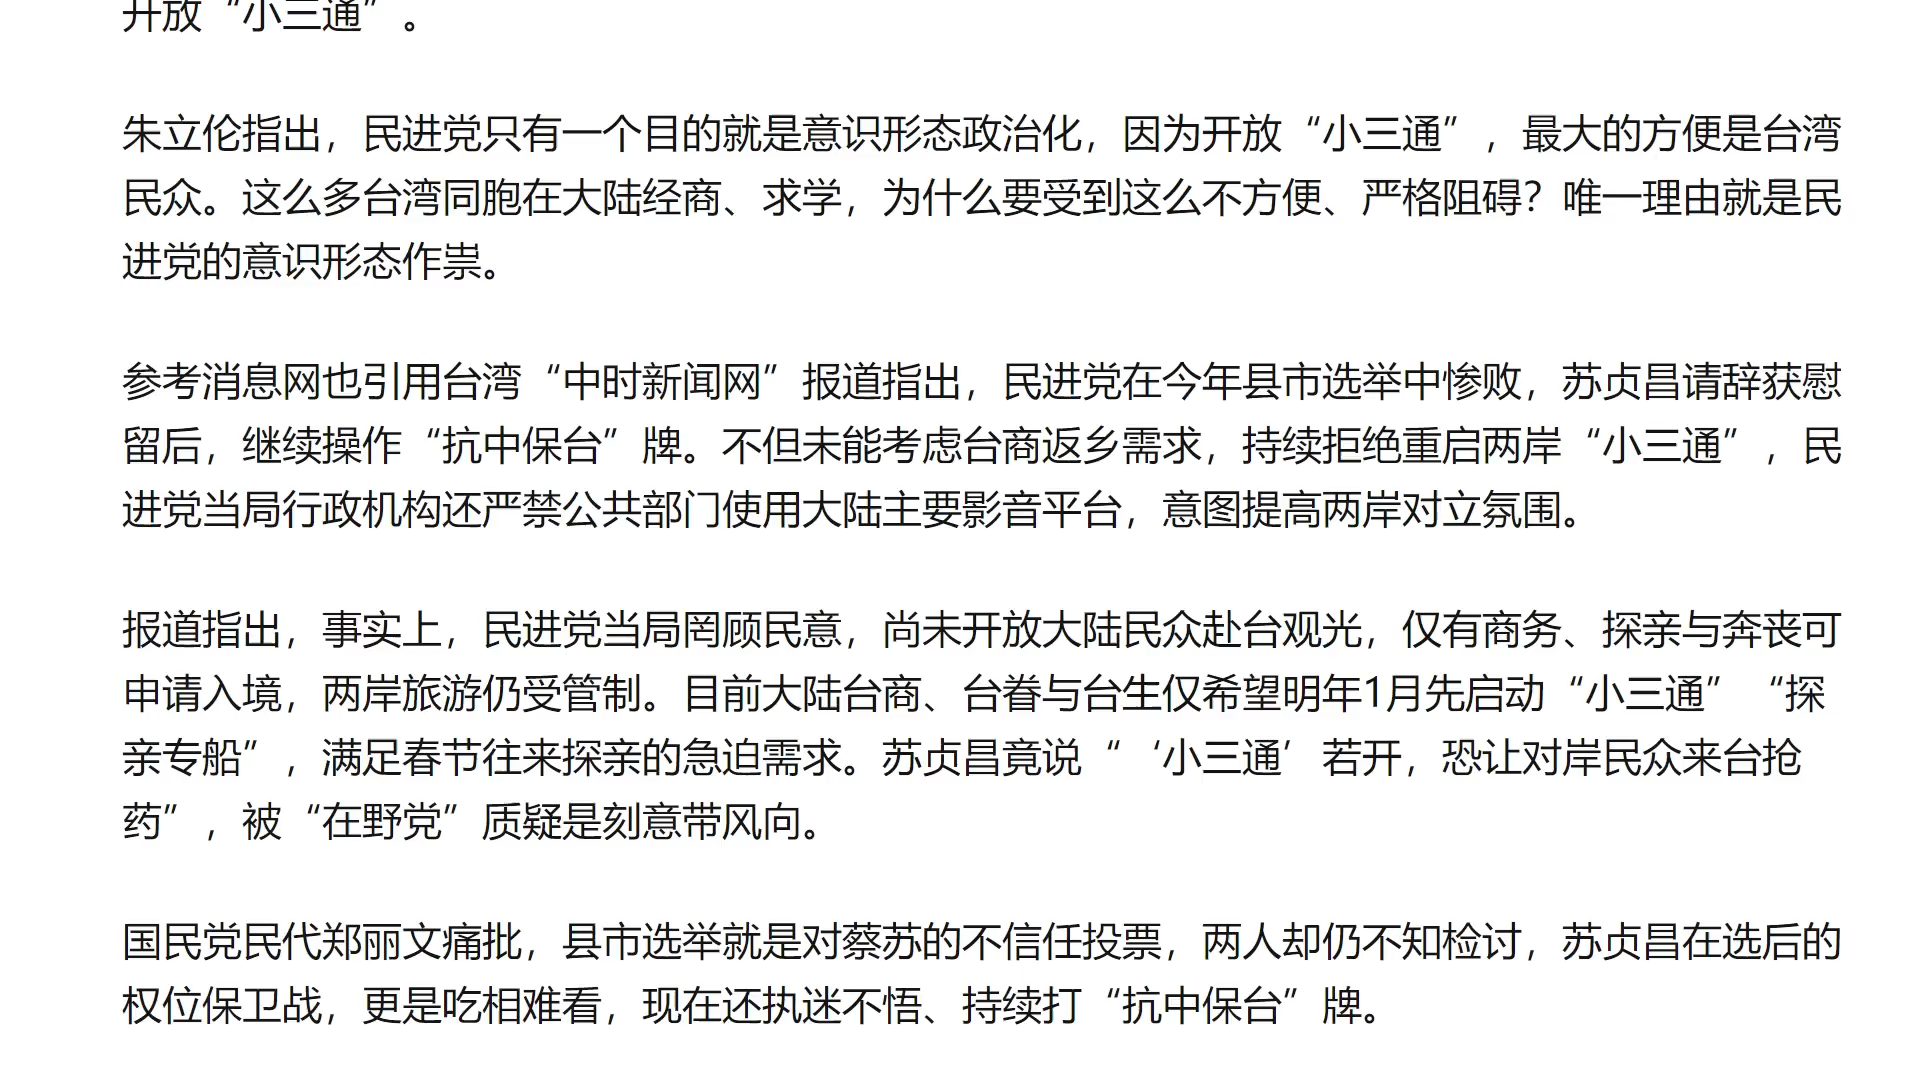 开放“小三通”。
朱立伦指出，民进党只有一个目的就是意识形态政治化，因为开放“小三通”，最大的方便是台湾
民众。这么多台湾同胞在大陆经商、求学，为什么要受到这么不方便、严格阻碍？唯一理由就是民
进党的意识形态作祟。
参考消息网也引用台湾“中时新闻网”报道指出，民进党在今年县市选举中惨败，苏贞昌请辞获慰
留后，继续操作“抗中保台”牌。不但未能考虑台商返乡需求，持续拒绝重启两岸“小三通”，民
进党当局行政机构还严禁公共部门使用大陆主要影音平台，意图提高两岸对立氛围。
报道指出，事实上，民进党当局罔顾民意，尚未开放大陆民众赴台观光，仅有商务、探亲与奔丧可
申请入境，两岸旅游仍受管制。目前大陆台商、台眷与台生仅希望明年1月先启动“小三通”“探
亲专船”，满足春节往来探亲的急迫需求。苏贞昌竟说“‘小三通’若开，恐让对岸民众来台抢
药”，被“在野党”质疑是刻意带风向。
国民党民代郑丽文痛批，县市选举就是对蔡苏的不信任投票，两人却仍不知检讨，苏贞昌在选后的
权位保卫战，更是吃相难看，现在还执迷不悟、持续打“抗中保台”牌。